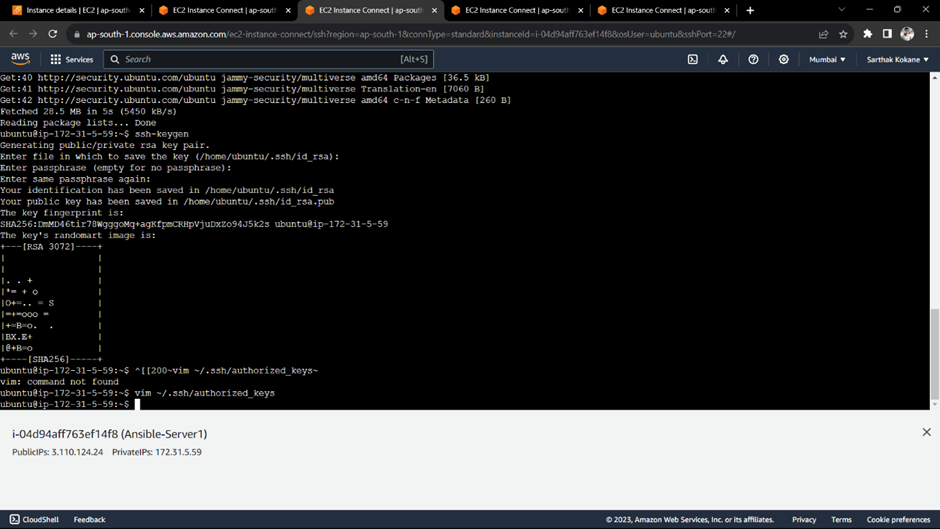 Instance details | EC2 | ap-south
EC2 Instance Connect | ap-south
EC2 Instance Connect | ap-south
EC2 Instance Connect | ap-south
EC2 Instance Connect | ap-south
ap-south-1.console.aws.amazon.com/ec2-instance-connect/ssh?region=ap-south-1&connType=standard&instanceId=i-04d94aff763ef14f8&osUser=ubuntu&sshPort=22#/
aws Services Search [Alt+S] Mumbai Sarthak Kokane
Get:40 http://security.ubuntu.com/ubuntu jammy-security/multiverse amd64 Packages [36.5 kB]
Get:41 http://security.ubuntu.com/ubuntu jammy-security/multiverse Translation-en [7060 B]
Get:42 http://security.ubuntu.com/ubuntu jammy-security/multiverse amd64 c-n-f Metadata [260 B]
Fetched 28.5 MB in 5s (5450 kB/s)
Reading package lists... Done
ubuntu@ip-172-31-5-59:~$ ssh-keygen
Generating public/private rsa key pair.
Enter file in which to save the key (/home/ubuntu/.ssh/id_rsa):
Enter passphrase (empty for no passphrase):
Enter same passphrase again:
Your identification has been saved in /home/ubuntu/.ssh/id_rsa
Your public key has been saved in /home/ubuntu/.ssh/id_rsa.pub
The key fingerprint is:
SHA256:DmMD46tir78WgggoMq+agKfpmCRHpVjuDxZo94J5k2s ubuntu@ip-172-31-5-59
The key's randomart image is:
+---[RSA 3072]----+
|                 |
|                 |
|. . +            |
|*= + o           |
|O+=.. = S        |
|=+=ooo =         |
|+=B=o.  .        |
|BX.E+            |
|@+B=o            |
+----[SHA256]-----+
ubuntu@ip-172-31-5-59:~$ ^[[200~vim ~/.ssh/authorized_keys~
vim: command not found
ubuntu@ip-172-31-5-59:~$ vim ~/.ssh/authorized_keys
ubuntu@ip-172-31-5-59:~$
i-04d94aff763ef14f8 (Ansible-Server1)
PublicIPs: 3.110.124.24 PrivateIPs: 172.31.5.59
CloudShell Feedback © 2023, Amazon Web Services, Inc. or its affiliates. Privacy Terms Cookie preferences